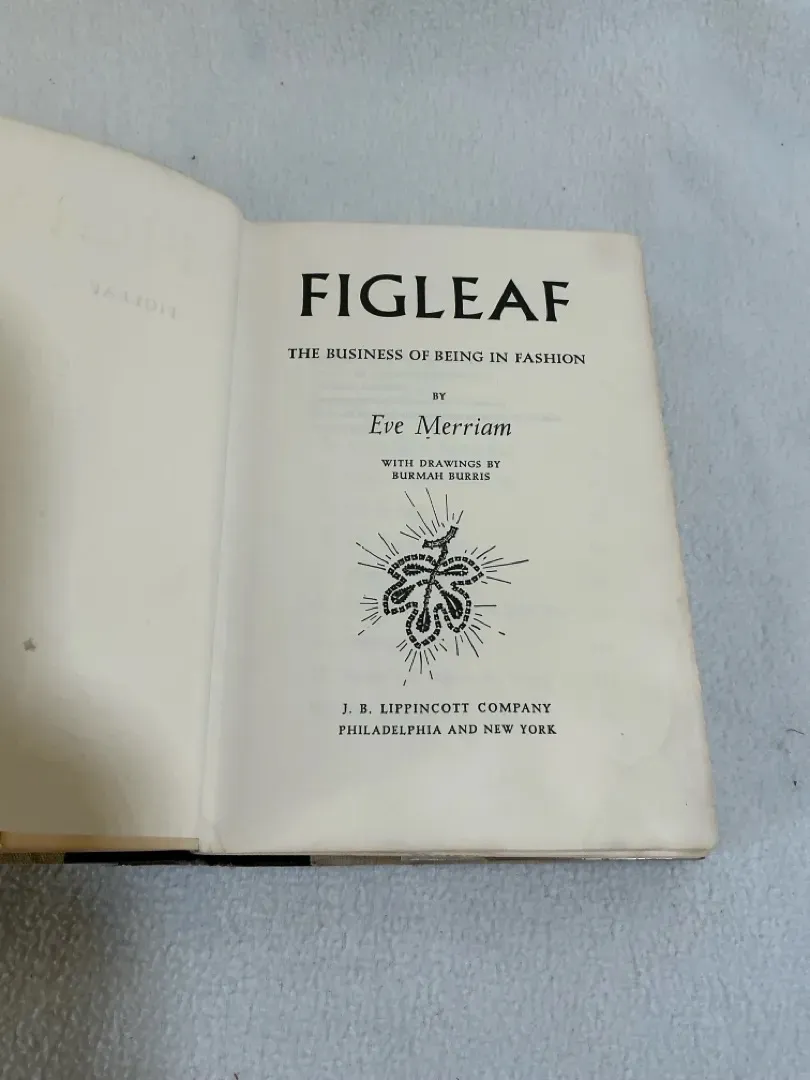 FIGLEAF
THE BUSINESS OF BEING IN FASHION
BY
Eve Merriam
WITH DRAWINGS BY
BURMAH BURRIS
J. B. LIPPINCOTT COMPANY
PHILADELPHIA AND NEW YORK